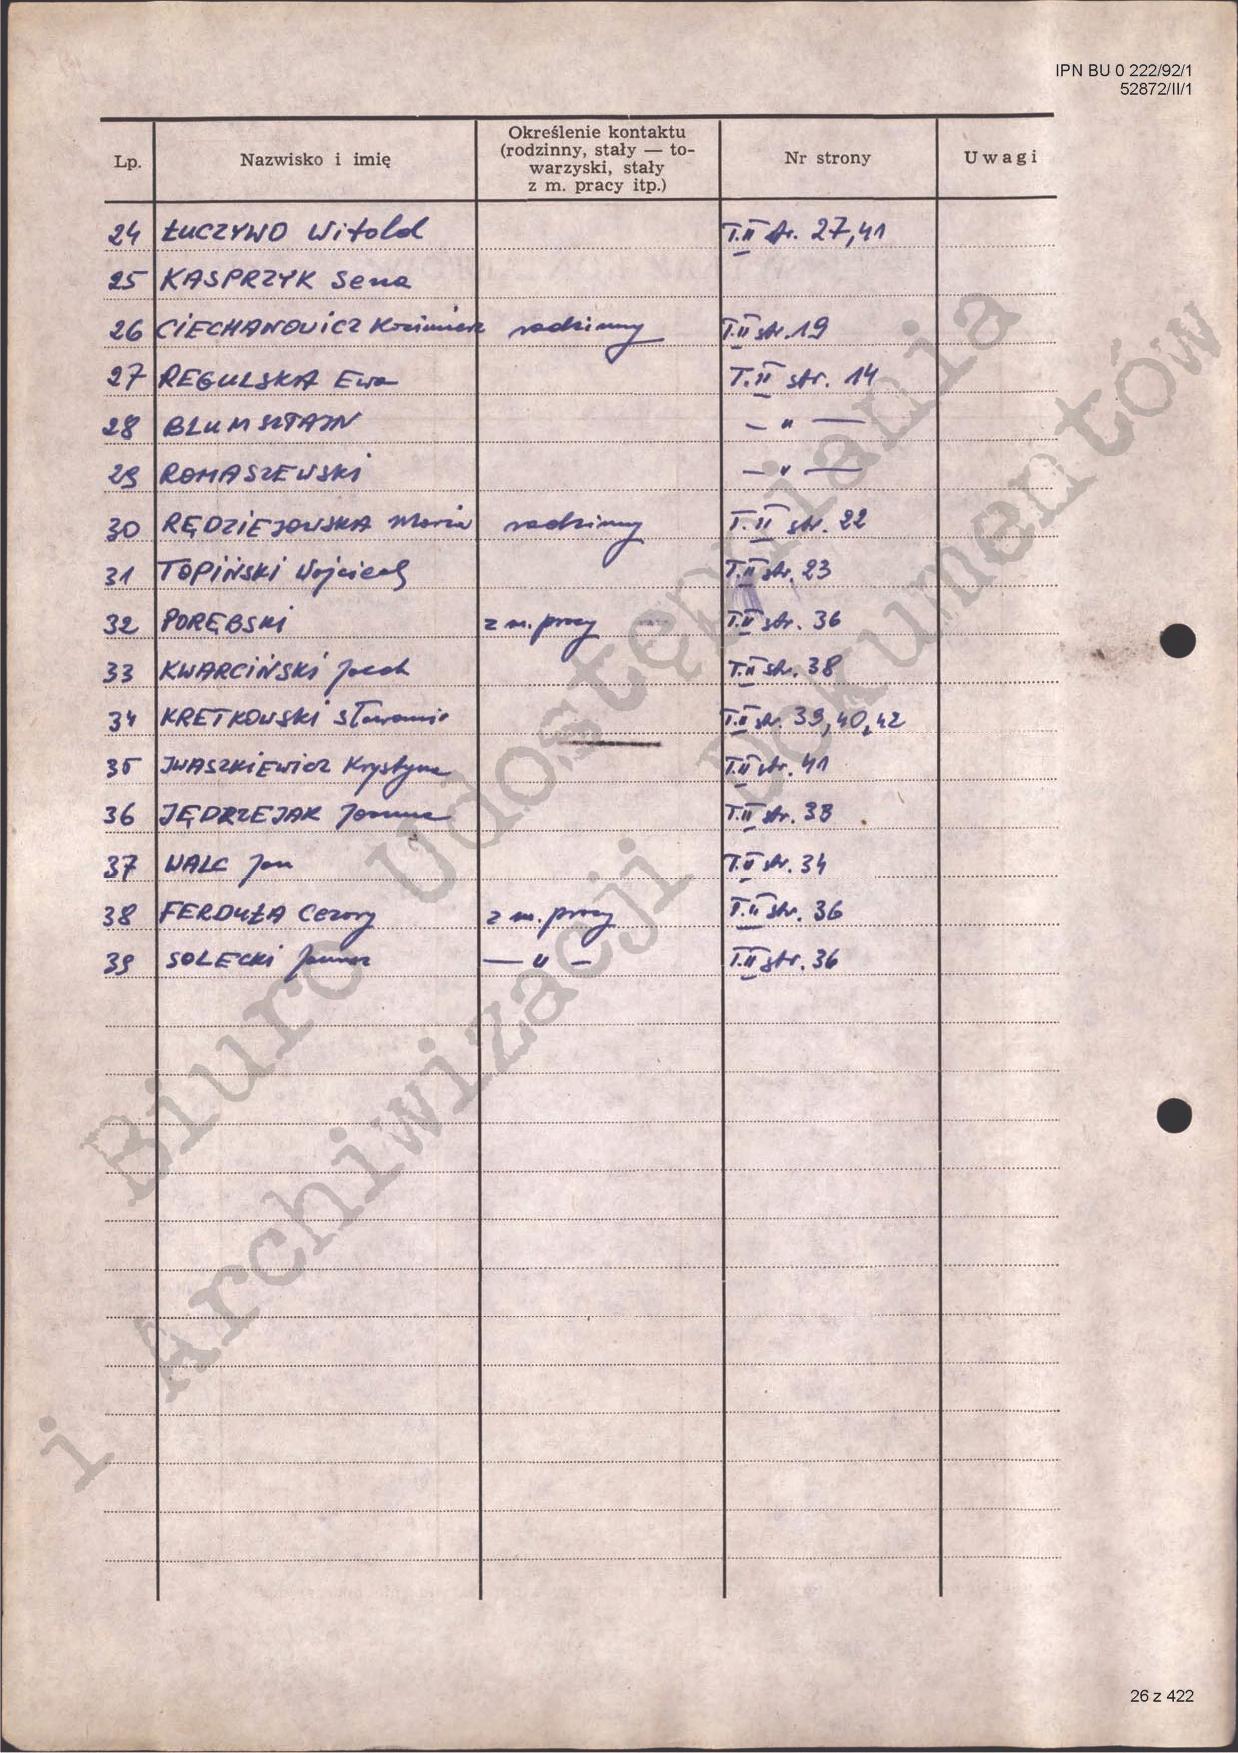 IPN BU 0 222/92/1
52872/II/1
Lp. Nazwisko i imię Określenie kontaktu (rodzinny, stały — to-warzyski, stały z m. pracy itp.) Nr strony Uwagi
24 ŁUCZYWO Witold T.II str. 27,41
25 KASPRZYK Sena
26 CIECHANOWICZ Kazimierz rodzinny T.II str. 19
27 REGULSKA Ewa T.II str. 14
28 BLUMSZTAJN — " —
29 ROMASZEWSKI — " —
30 RĘDZIEJOWSKA Maria rodzinny T.II str. 22
31 TOPIŃSKI Wojciech T.II str. 23
32 PORĘBSKI z m. pracy T.II str. 36
33 KWARCIŃSKI Jacek T.II str. 38
34 KRETKOWSKI Sławomir T.II str. 39,40,42
35 IWASZKIEWICZ Krystyna T.II str. 41
36 JĘDRZEJAK Joanna T.II str. 38
37 WALC Jan T.II str. 34
38 FERDUŁA Cezary z m. pracy T.II str. 36
39 SOLECKI Janusz — " — T.II str. 36
Biuro Udostępniania
i Archiwizacji Dokumentów
26 z 422